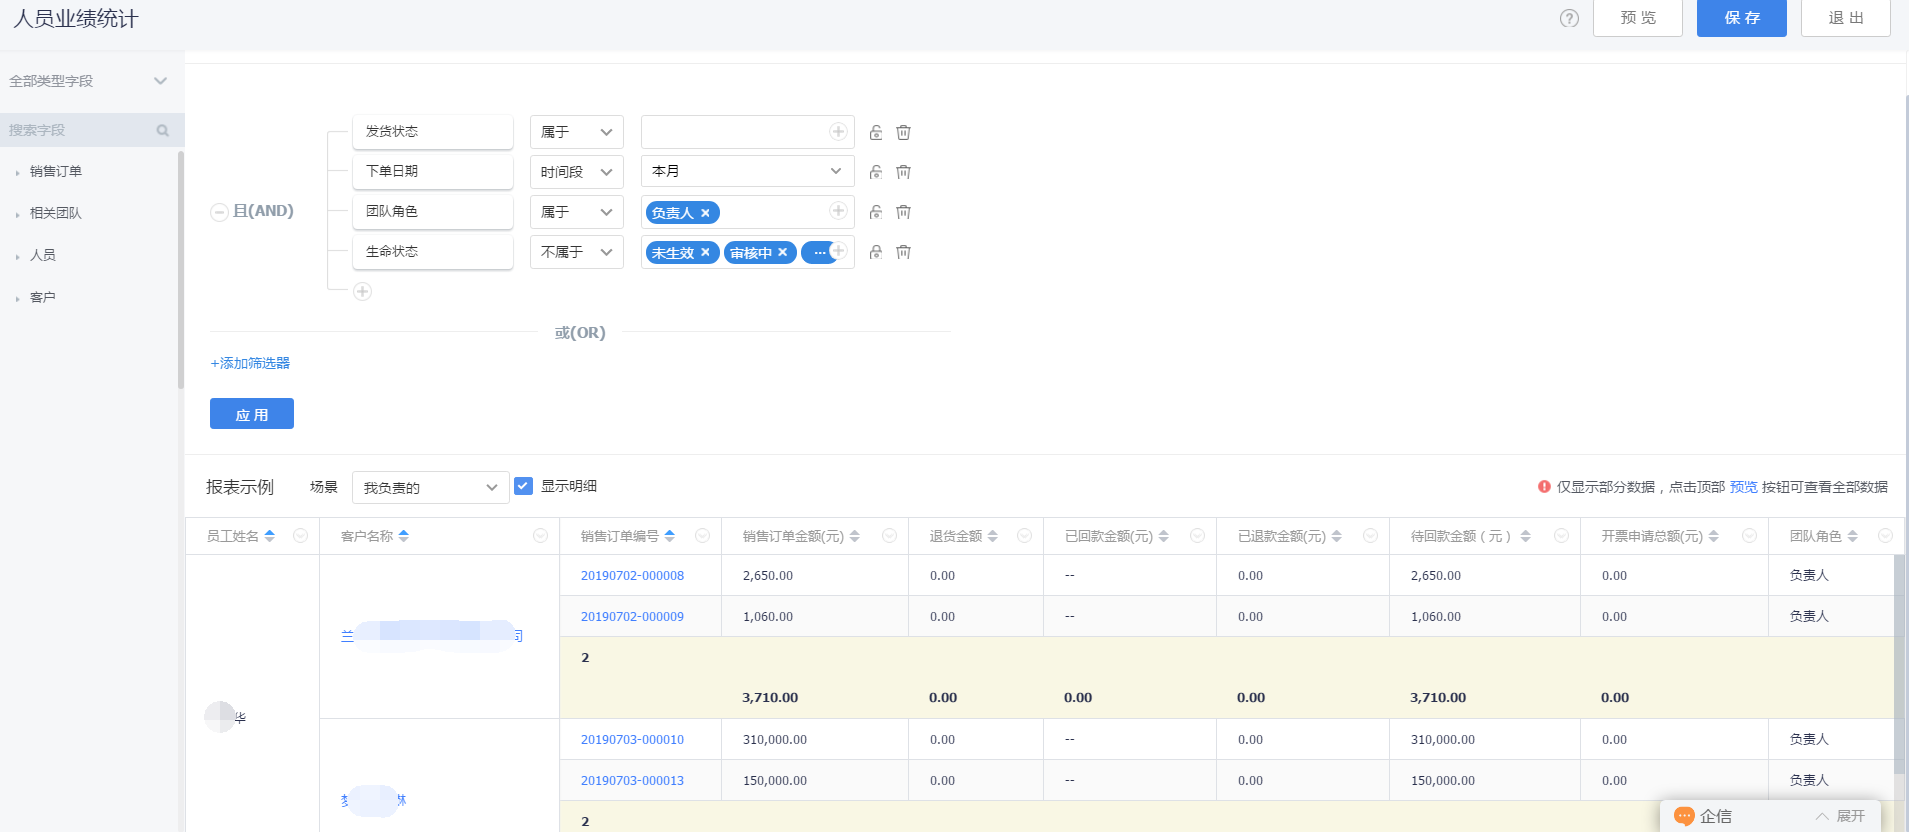 人员业绩统计
? 预 览 保 存 退 出
全部类型字段
搜索字段
销售订单
相关团队
人员
客户
且(AND)
发货状态 属于
下单日期 时间段 本月
团队角色 属于 负责人 ×
生命状态 不属于 未生效 × 审核中 × ...
或(OR)
+添加筛选器
应 用
报表示例 场景 我负责的 显示明细 仅显示部分数据，点击顶部 预览 按钮可查看全部数据
员工姓名 客户名称 销售订单编号 销售订单金额(元) 退货金额 已回款金额(元) 已退款金额(元) 待回款金额（元） 开票申请总额(元) 团队角色
20190702-000008 2,650.00 0.00 -- 0.00 2,650.00 0.00 负责人
20190702-000009 1,060.00 0.00 -- 0.00 1,060.00 0.00 负责人
兰 司
2
3,710.00 0.00 0.00 0.00 3,710.00 0.00
华
20190703-000010 310,000.00 0.00 -- 0.00 310,000.00 0.00 负责人
20190703-000013 150,000.00 0.00 -- 0.00 150,000.00 0.00 负责人
2
企信 展开